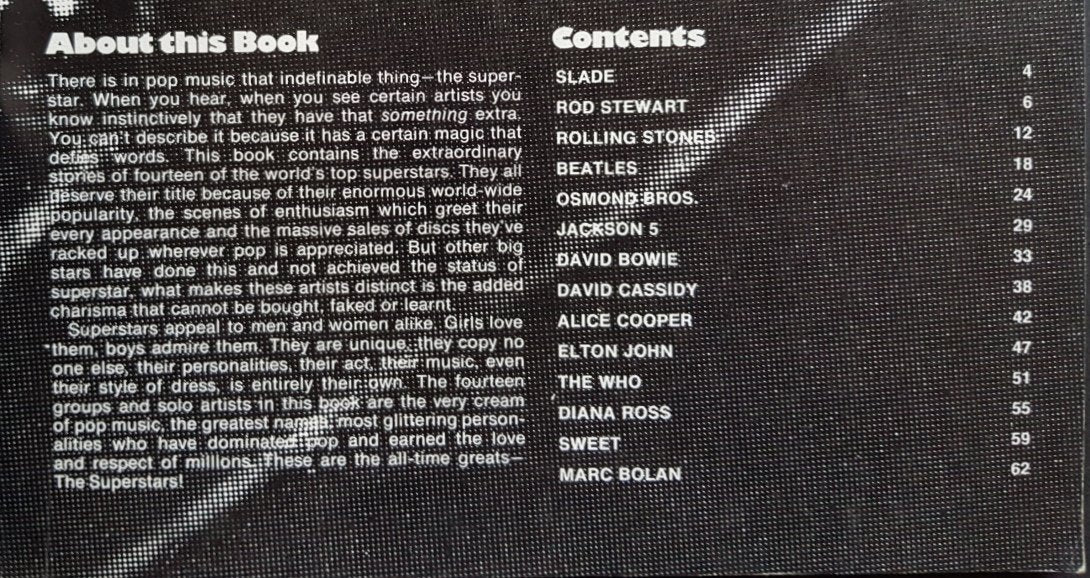 About this Book
There is in pop music that indefinable thing—the super-
star. When you hear, when you see certain artists you
know instinctively that they have that something extra.
You can't describe it because it has a certain magic that
defies words. This book contains the extraordinary
stories of fourteen of the world's top superstars. They all
deserve their title because of their enormous world-wide
popularity, the scenes of enthusiasm which greet their
every appearance and the massive sales of discs they've
racked up wherever pop is appreciated. But other big
stars have done this and not achieved the status of
superstar, what makes these artists distinct is the added
charisma that cannot be bought, faked or learnt.
Superstars appeal to men and women alike. Girls love
them, boys admire them. They are unique, they copy no
one else, their personalities, their act, their music, even
their style of dress, is entirely their own. The fourteen
groups and solo artists in this book are the very cream
of pop music, the greatest names, most glittering person-
alities who have dominated pop and earned the love
and respect of millions. These are the all-time greats—
The Superstars!
Contents
SLADE 4
ROD STEWART 6
ROLLING STONES 12
BEATLES 18
OSMOND BROS. 24
JACKSON 5 29
DAVID BOWIE 33
DAVID CASSIDY 38
ALICE COOPER 42
ELTON JOHN 47
THE WHO 51
DIANA ROSS 55
SWEET 59
MARC BOLAN 62